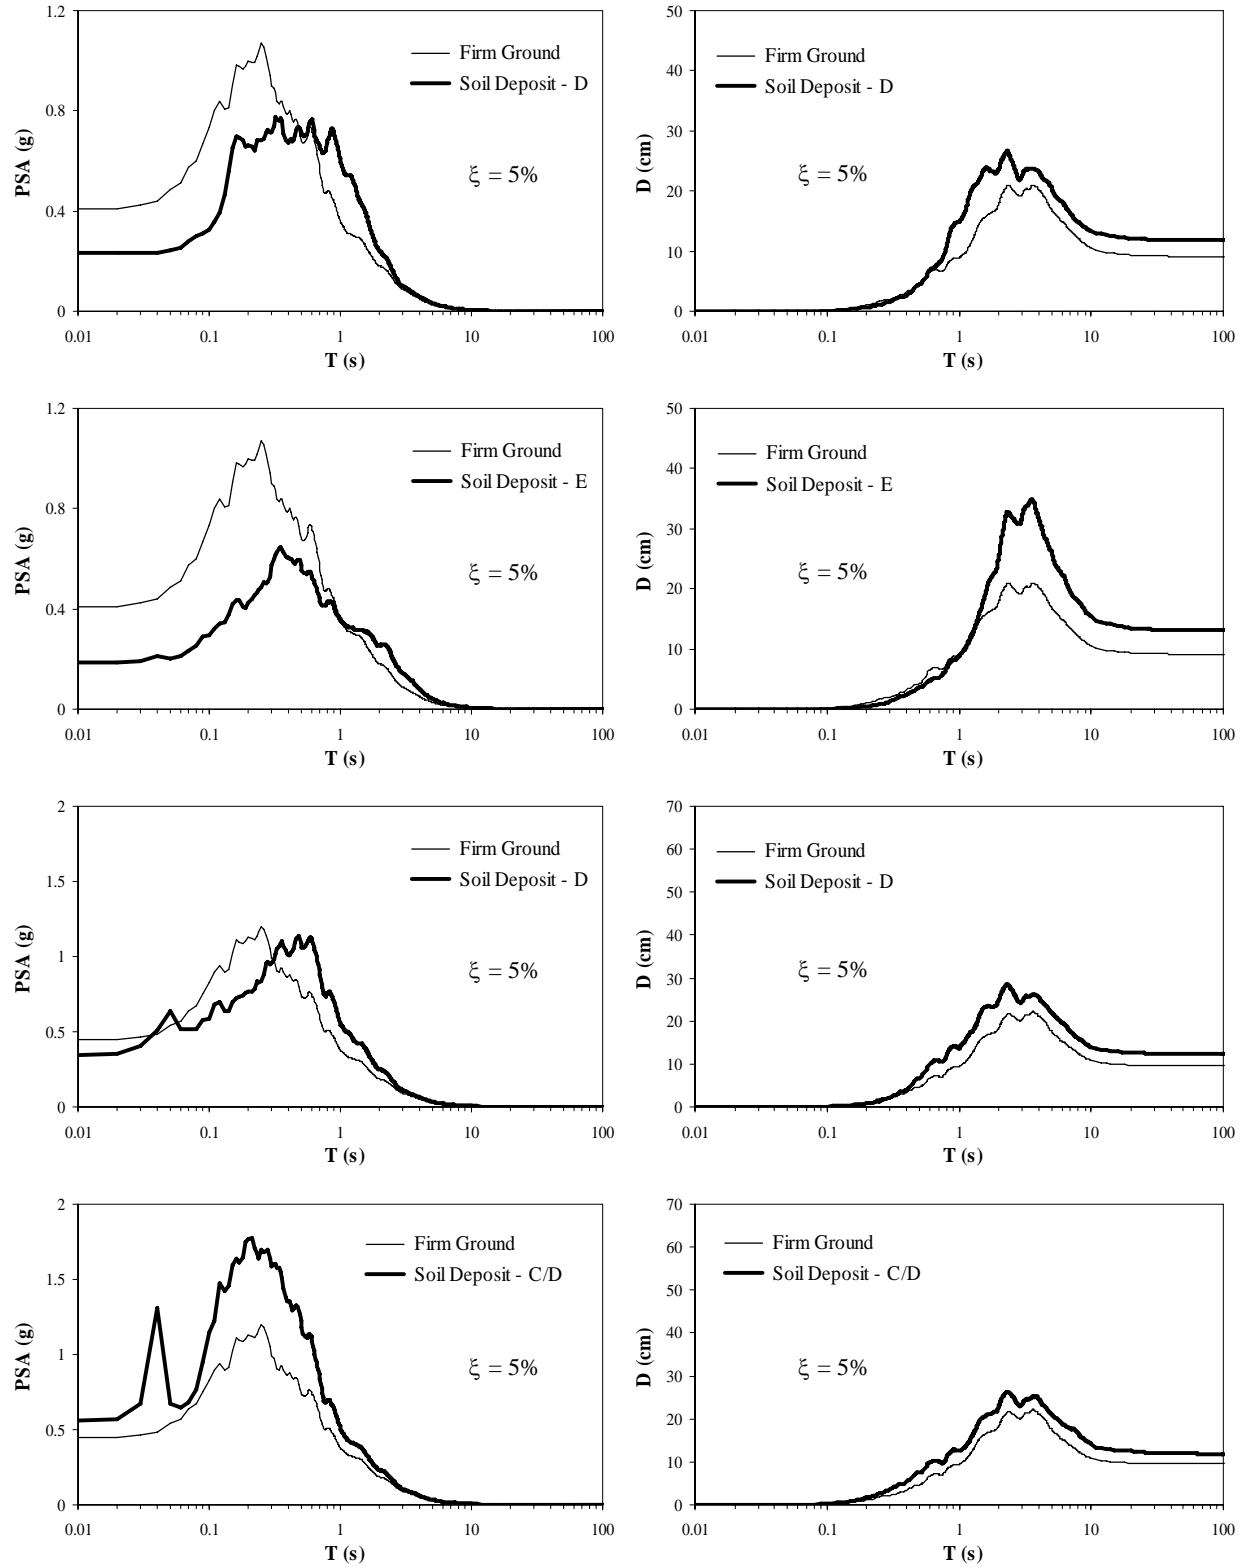 1.2
0.8
0.4
0
PSA (g)
Firm Ground
Soil Deposit - D
ξ = 5%
0.01 0.1 1 10 100
T (s)
50
40
30
20
10
0
D (cm)
Firm Ground
Soil Deposit - D
ξ = 5%
0.01 0.1 1 10 100
T (s)
1.2
0.8
0.4
0
PSA (g)
Firm Ground
Soil Deposit - E
ξ = 5%
0.01 0.1 1 10 100
T (s)
50
40
30
20
10
0
D (cm)
Firm Ground
Soil Deposit - E
ξ = 5%
0.01 0.1 1 10 100
T (s)
2
1.5
1
0.5
0
PSA (g)
Firm Ground
Soil Deposit - D
ξ = 5%
0.01 0.1 1 10 100
T (s)
70
60
50
40
30
20
10
0
D (cm)
Firm Ground
Soil Deposit - D
ξ = 5%
0.01 0.1 1 10 100
T (s)
2
1.5
1
0.5
0
PSA (g)
Firm Ground
Soil Deposit - C/D
ξ = 5%
0.01 0.1 1 10 100
T (s)
70
60
50
40
30
20
10
0
D (cm)
Firm Ground
Soil Deposit - C/D
ξ = 5%
0.01 0.1 1 10 100
T (s)